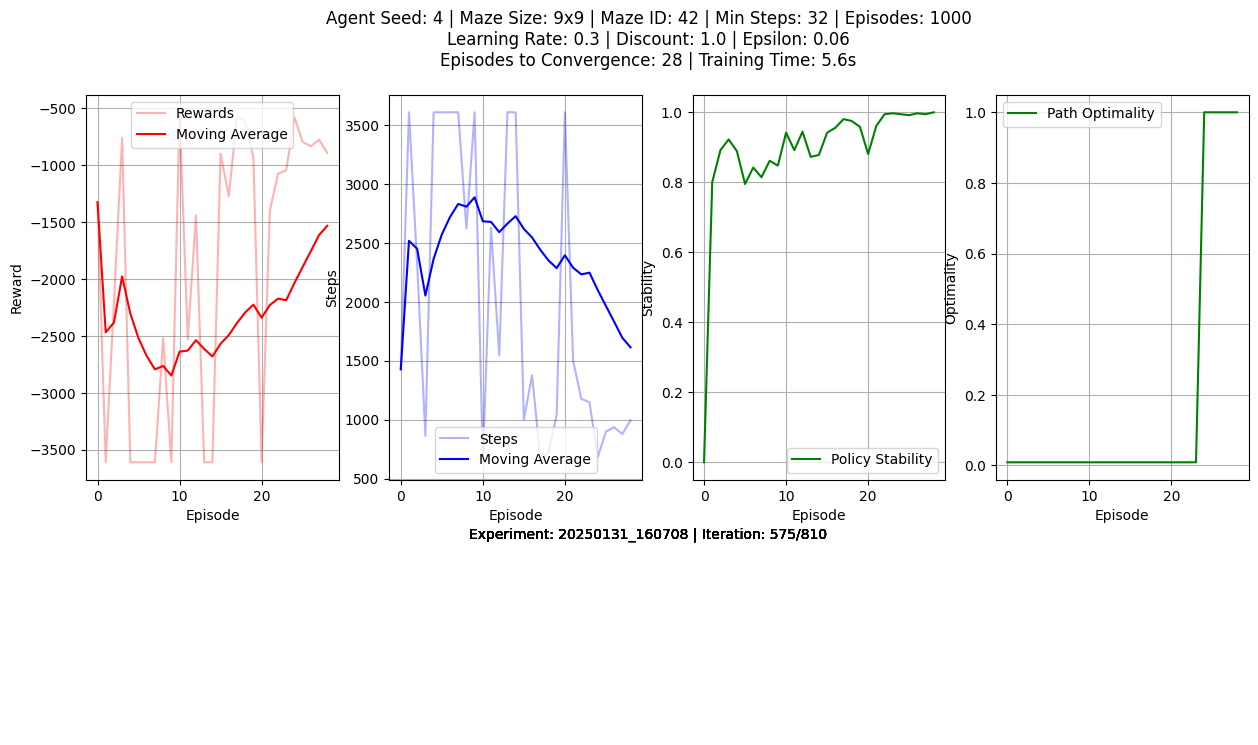 Agent Seed: 4 | Maze Size: 9x9 | Maze ID: 42 | Min Steps: 32 | Episodes: 1000
Learning Rate: 0.3 | Discount: 1.0 | Epsilon: 0.06
Episodes to Convergence: 28 | Training Time: 5.6s
Reward
−500
−1000
−1500
−2000
−2500
−3000
−3500
Rewards
Moving Average
0
10
20
Episode
Steps
3500
3000
2500
2000
1500
1000
500
Steps
Moving Average
0
10
20
Episode
Stability
1.0
0.8
0.6
0.4
0.2
0.0
Policy Stability
0
10
20
Episode
Optimality
1.0
0.8
0.6
0.4
0.2
0.0
Path Optimality
0
10
20
Episode
Experiment: 20250131_160708 | Iteration: 575/810